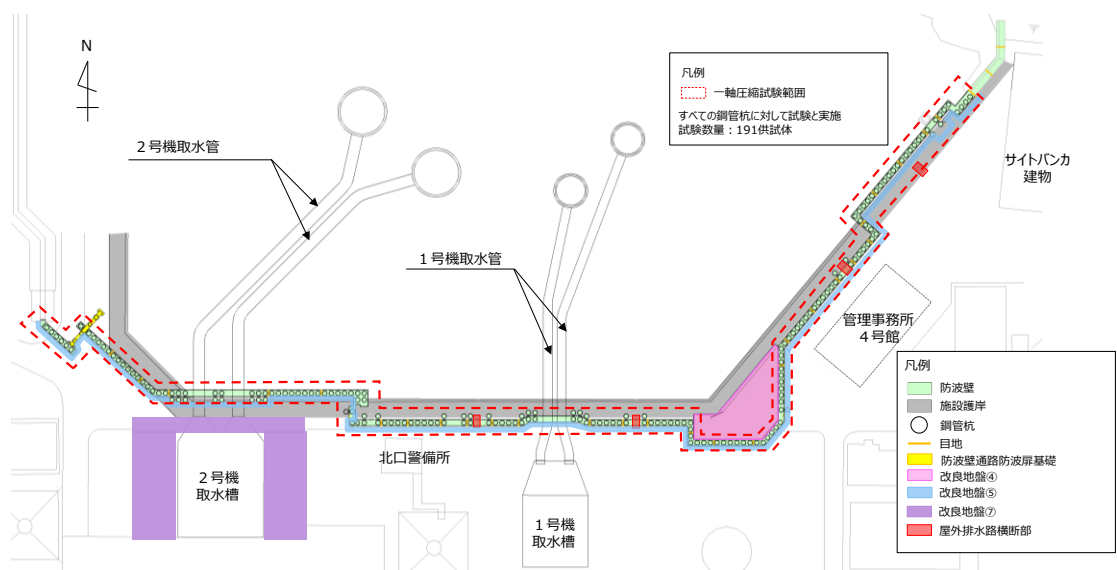 N
２号機取水管
１号機取水管
凡例
一軸圧縮試験範囲
すべての鋼管杭に対して試験と実施
試験数量：191供試体
サイトバンカ
建物
管理事務所
４号館
北口警備所
２号機
取水槽
１号機
取水槽
凡例
防波壁
施設護岸
鋼管杭
目地
防波壁通路防波扉基礎
改良地盤④
改良地盤⑤
改良地盤⑦
屋外排水路横断部